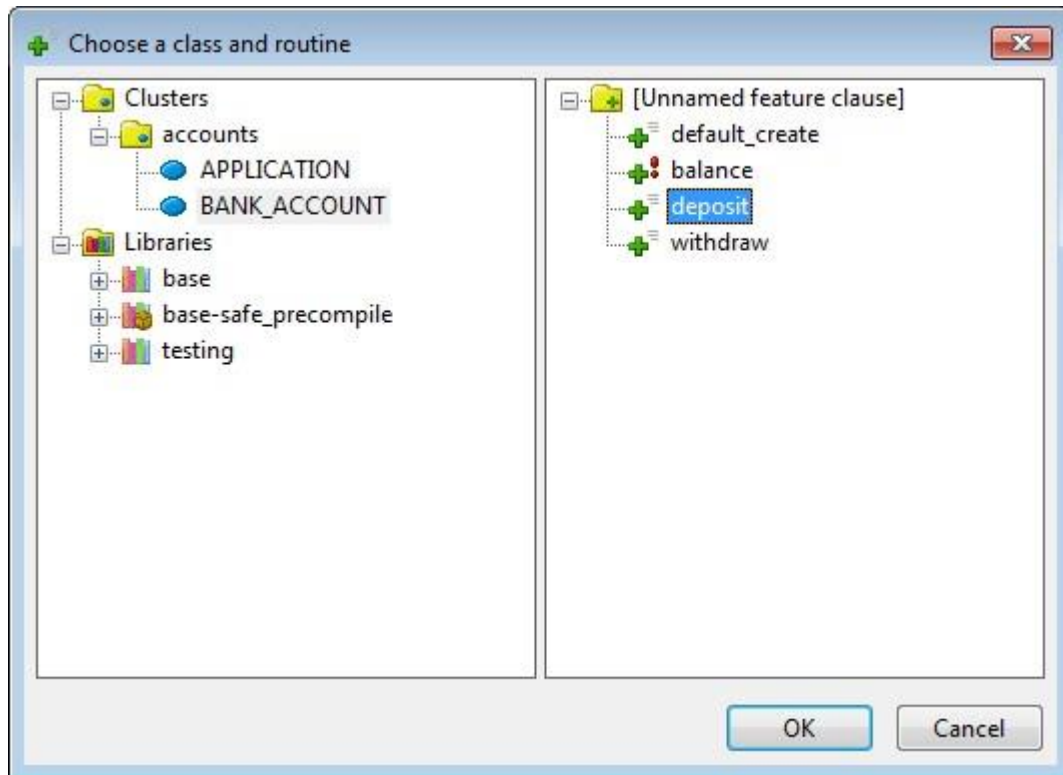 Choose a class and routine
Clusters
accounts
APPLICATION
BANK_ACCOUNT
Libraries
base
base-safe_precompile
testing
[Unnamed feature clause]
default_create
balance
deposit
withdraw
OK
Cancel